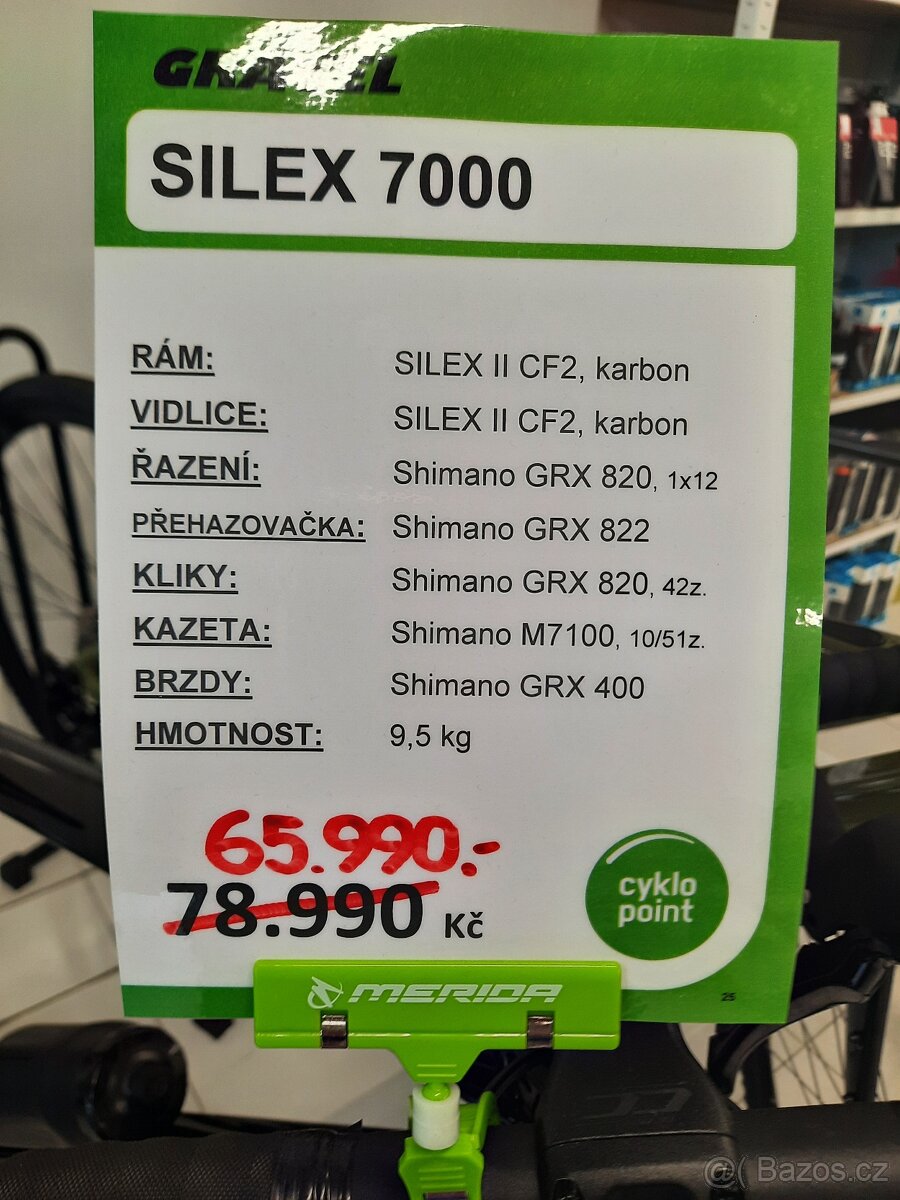 GRAVEL
SILEX 7000
RÁM: SILEX II CF2, karbon
VIDLICE: SILEX II CF2, karbon
ŘAZENÍ: Shimano GRX 820, 1x12
PŘEHAZOVAČKA: Shimano GRX 822
KLIKY: Shimano GRX 820, 42z.
KAZETA: Shimano M7100, 10/51z.
BRZDY: Shimano GRX 400
HMOTNOST: 9,5 kg
65.990.-
78.990 Kč
cyklo
point
MERIDA
25
@ Bazos.cz